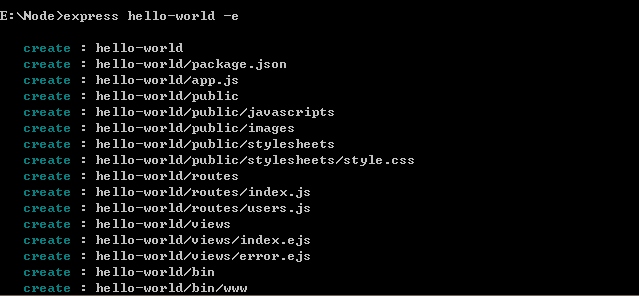 E:\Node>express hello-world -e
create : hello-world
create : hello-world/package.json
create : hello-world/app.js
create : hello-world/public
create : hello-world/public/javascripts
create : hello-world/public/images
create : hello-world/public/stylesheets
create : hello-world/public/stylesheets/style.css
create : hello-world/routes
create : hello-world/routes/index.js
create : hello-world/routes/users.js
create : hello-world/views
create : hello-world/views/index.ejs
create : hello-world/views/error.ejs
create : hello-world/bin
create : hello-world/bin/www